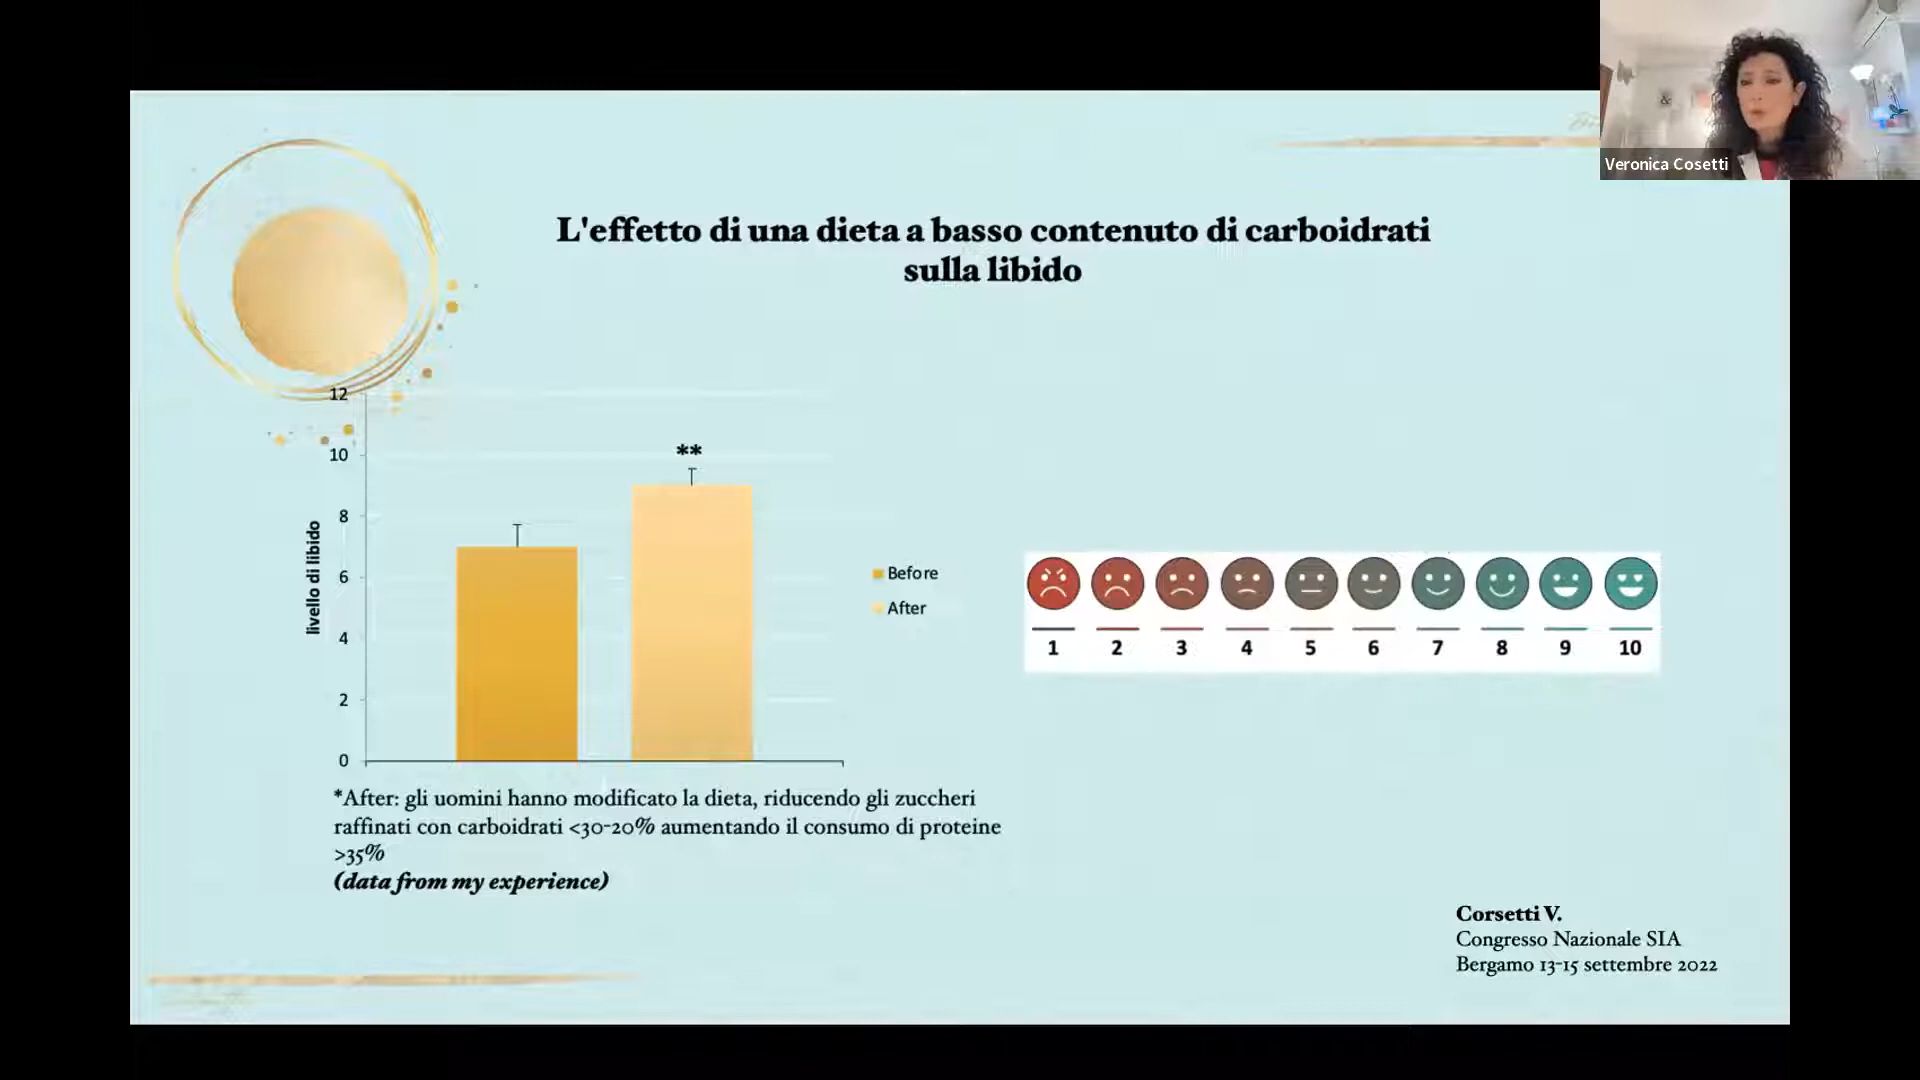 Veronica Cosetti
L'effetto di una dieta a basso contenuto di carboidrati
sulla libido
12
10
8
6
4
2
0
livello di libido
**
Before
After
1 2 3 4 5 6 7 8 9 10
*After: gli uomini hanno modificato la dieta, riducendo gli zuccheri
raffinati con carboidrati <30-20% aumentando il consumo di proteine
>35%
(data from my experience)
Corsetti V.
Congresso Nazionale SIA
Bergamo 13-15 settembre 2022